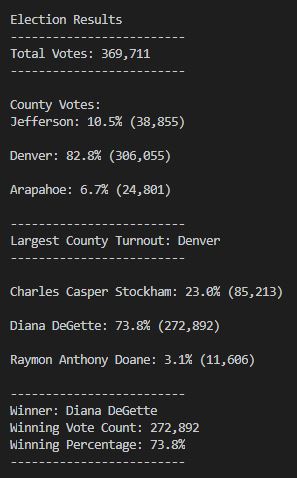 Election Results
-------------------------
Total Votes: 369,711
-------------------------
County Votes:
Jefferson: 10.5% (38,855)
Denver: 82.8% (306,055)
Arapahoe: 6.7% (24,801)
-------------------------
Largest County Turnout: Denver
-------------------------
Charles Casper Stockham: 23.0% (85,213)
Diana DeGette: 73.8% (272,892)
Raymon Anthony Doane: 3.1% (11,606)
-------------------------
Winner: Diana DeGette
Winning Vote Count: 272,892
Winning Percentage: 73.8%
-------------------------